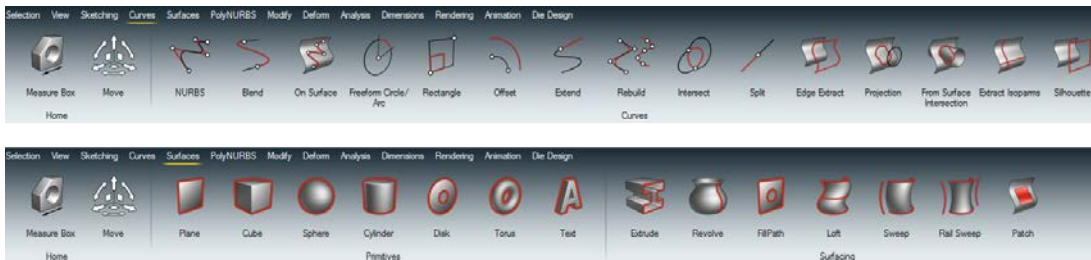 Selection View Sketching Curves Surfaces PolyNURBS Modify Deform Analysis Dimensions Rendering Animation Die Design
Measure Box Move NURBS Blend On Surface Freeform Circle/ Rectangle Offset Extend Rebuild Intersect Split Edge Extract Projection From Surface Extract Isoparms Silhouette
Arc Intersection
Home Curves
Selection View Sketching Curves Surfaces PolyNURBS Modify Deform Analysis Dimensions Rendering Animation Die Design
Measure Box Move Plane Cube Sphere Cylinder Disk Torus Text Extrude Revolve FillPath Loft Sweep Rail Sweep Patch
Home Primitives Surfacing